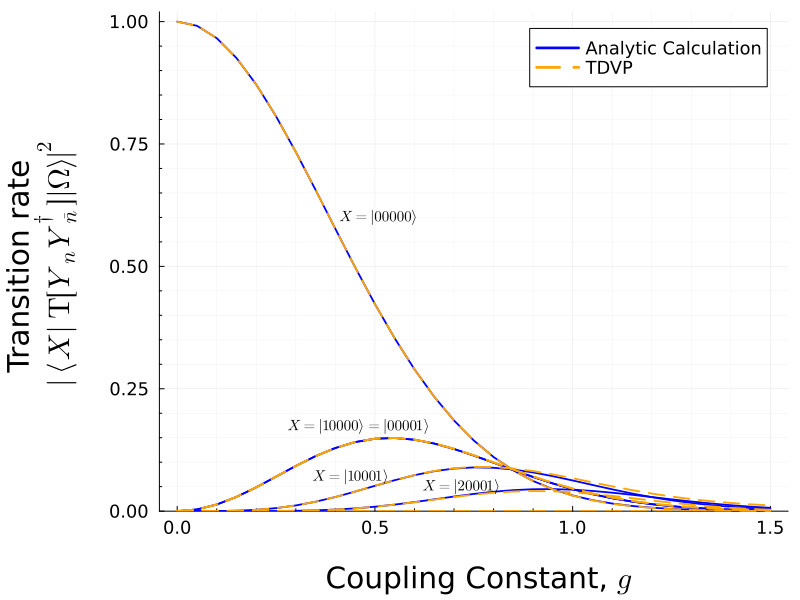 Transition rate
|⟨X| T[Y_n Y_n̄^†]|Ω⟩|^2
1.00
0.75
0.50
0.25
0.00
Analytic Calculation
TDVP
X = |00000⟩
X = |10000⟩ = |00001⟩
X = |10001⟩
X = |20001⟩
0.0 0.5 1.0 1.5
Coupling Constant, g